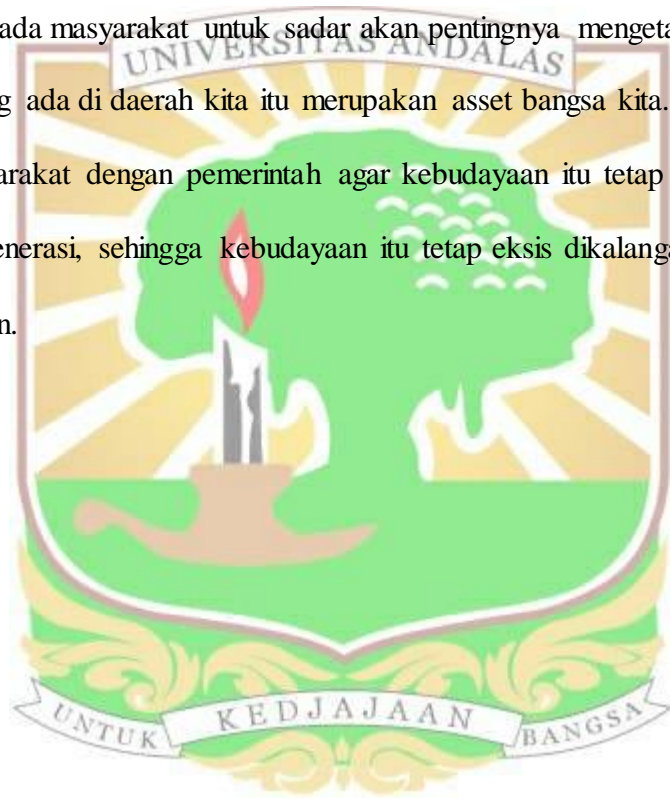 ada masyarakat untuk sadar akan pentingnya mengeta
UNIVERSITAS ANDALAS
g ada di daerah kita itu merupakan asset bangsa kita.
arakat dengan pemerintah agar kebudayaan itu tetap
enerasi, sehingga kebudayaan itu tetap eksis dikalanga
n.
UNTUK KEDJAJAAN BANGSA